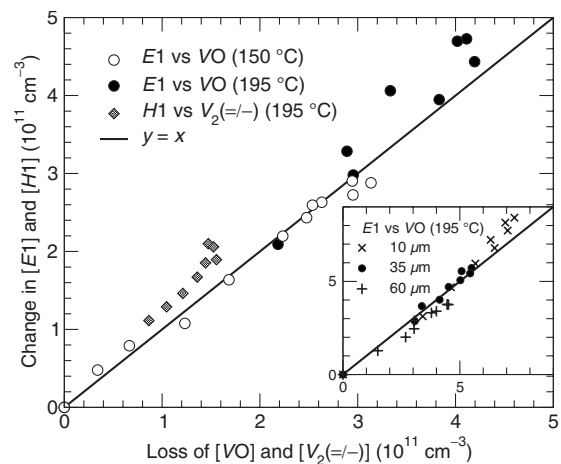 Change in [E1] and [H1] (10¹¹ cm⁻³)
5
4
3
2
1
0
E1 vs VO (150 °C)
E1 vs VO (195 °C)
H1 vs V₂(=/−) (195 °C)
y = x
E1 vs VO (195 °C)
10 μm
35 μm
60 μm
5
0
0
5
0
1
2
3
4
5
Loss of [VO] and [V₂(=/−)] (10¹¹ cm⁻³)